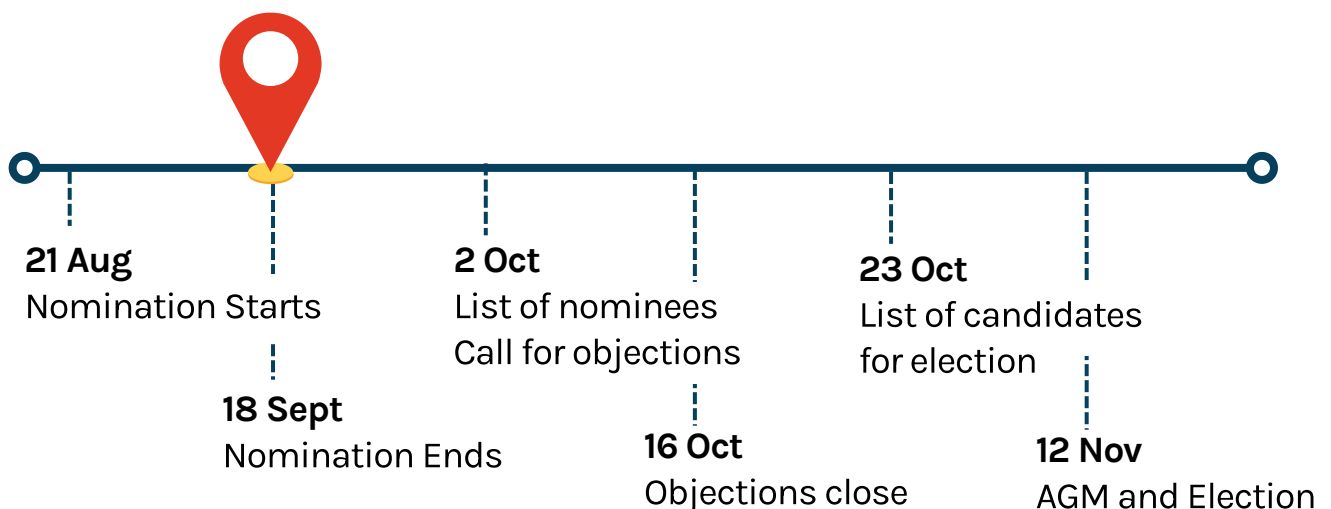 21 Aug
Nomination Starts
18 Sept
Nomination Ends
2 Oct
List of nominees
Call for objections
16 Oct
Objections close
23 Oct
List of candidates
for election
12 Nov
AGM and Election